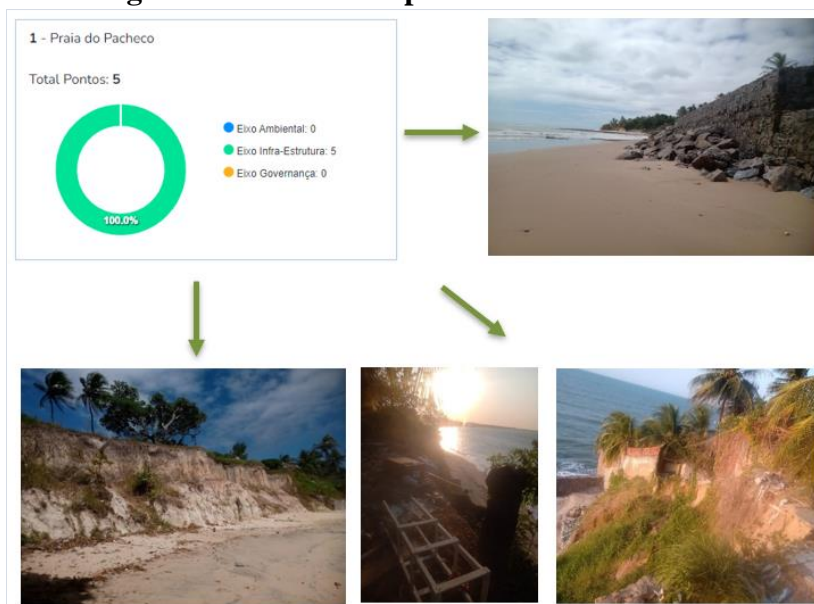 1 - Praia do Pacheco
Total Pontos: 5
Eixo Ambiental: 0
Eixo Infra-Estrutura: 5
Eixo Governança: 0
100.0%